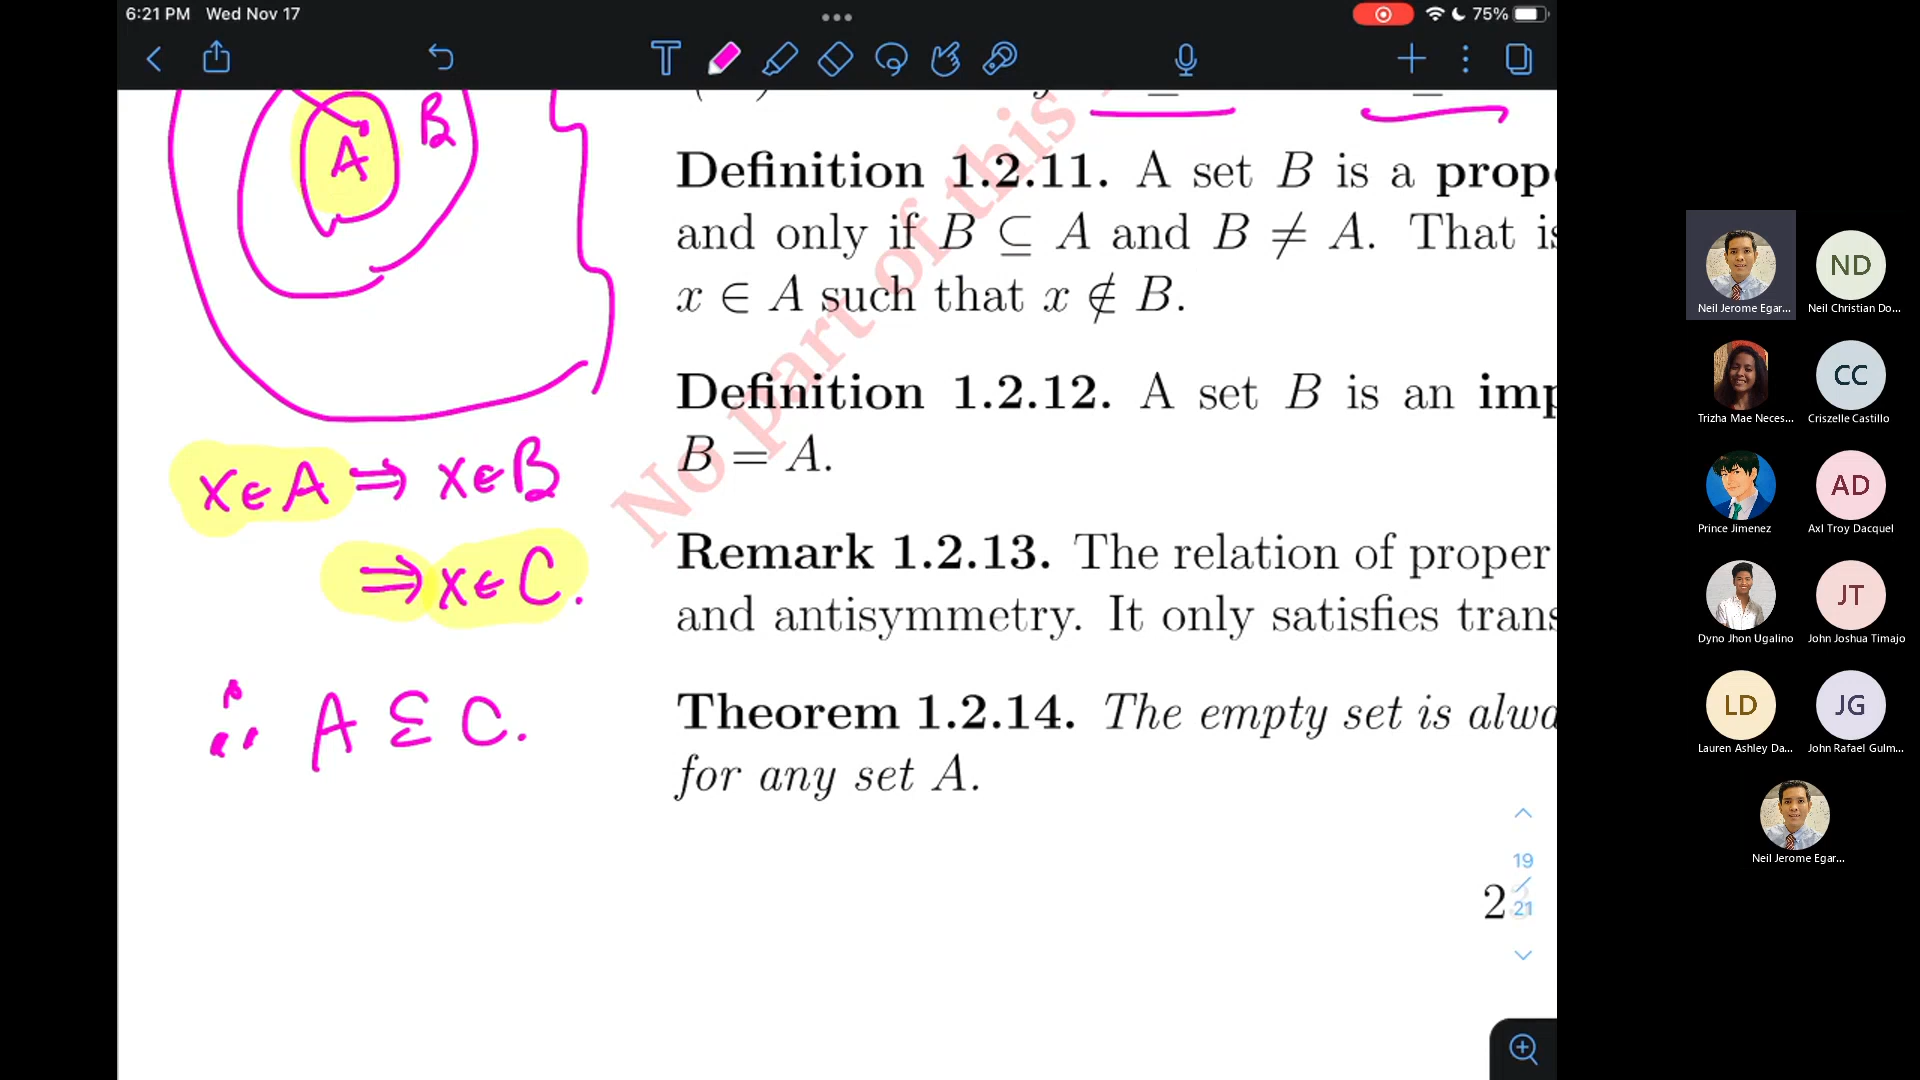 6:21 PM Wed Nov 17
75%
A
B
x∈A ⇒ x∈B
⇒ x∈C.
∴ A ⊆ C.
No part of this
Definition 1.2.11. A set B is a prop
and only if B ⊆ A and B ≠ A. That is
x ∈ A such that x ∉ B.
Definition 1.2.12. A set B is an imp
B = A.
Remark 1.2.13. The relation of proper
and antisymmetry. It only satisfies trans
Theorem 1.2.14. The empty set is alwa
for any set A.
19
21
2
Neil Jerome Egar...
ND
Neil Christian Do...
Trizha Mae Neces...
CC
Criszelle Castillo
Prince Jimenez
AD
Axl Troy Dacquel
Dyno Jhon Ugalino
JT
John Joshua Timajo
LD
Lauren Ashley Da...
JG
John Rafael Gulm...
Neil Jerome Egar...